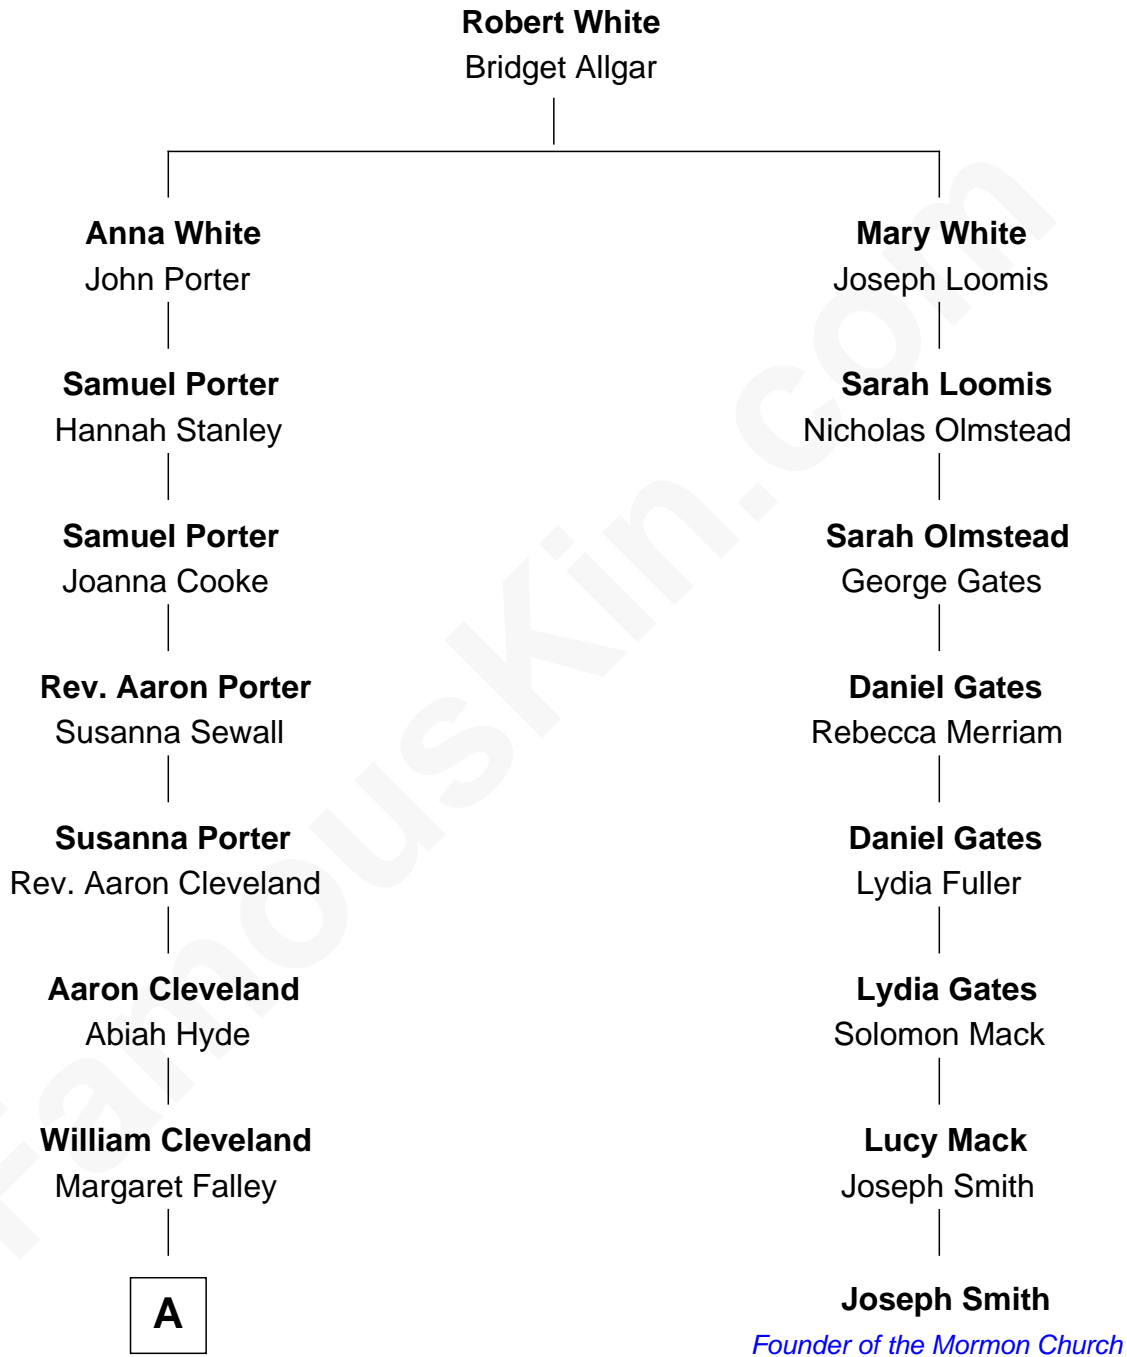 Robert White
Bridget Allgar
Anna White
John Porter
Mary White
Joseph Loomis
Samuel Porter
Hannah Stanley
Sarah Loomis
Nicholas Olmstead
Samuel Porter
Joanna Cooke
Sarah Olmstead
George Gates
Rev. Aaron Porter
Susanna Sewall
Daniel Gates
Rebecca Merriam
Susanna Porter
Rev. Aaron Cleveland
Daniel Gates
Lydia Fuller
Aaron Cleveland
Abiah Hyde
Lydia Gates
Solomon Mack
William Cleveland
Margaret Falley
Lucy Mack
Joseph Smith
A
Joseph Smith
Founder of the Mormon Church
FamousKin.com